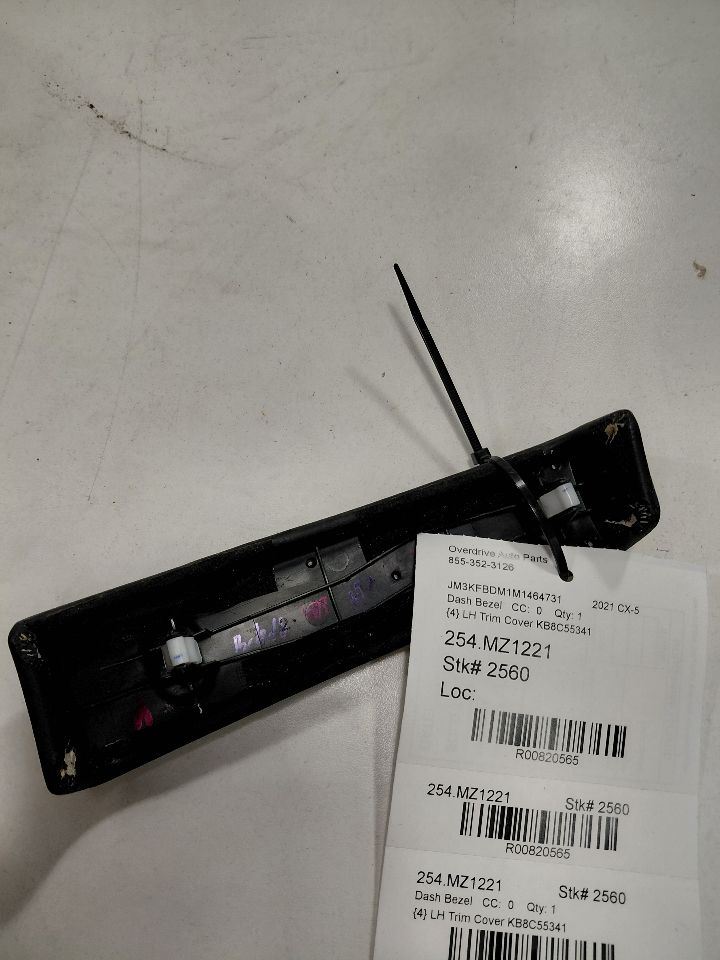 Overdrive Auto Parts
855-352-3126
JM3KFBDM1M1464731 2021 CX-5
Dash Bezel CC: 0 Qty: 1
{4} LH Trim Cover KB8C55341
254.MZ1221
Stk# 2560
Loc:
R00820565
254.MZ1221 Stk# 2560
R00820565
254.MZ1221 Stk# 2560
Dash Bezel CC: 0 Qty: 1
{4} LH Trim Cover KB8C55341